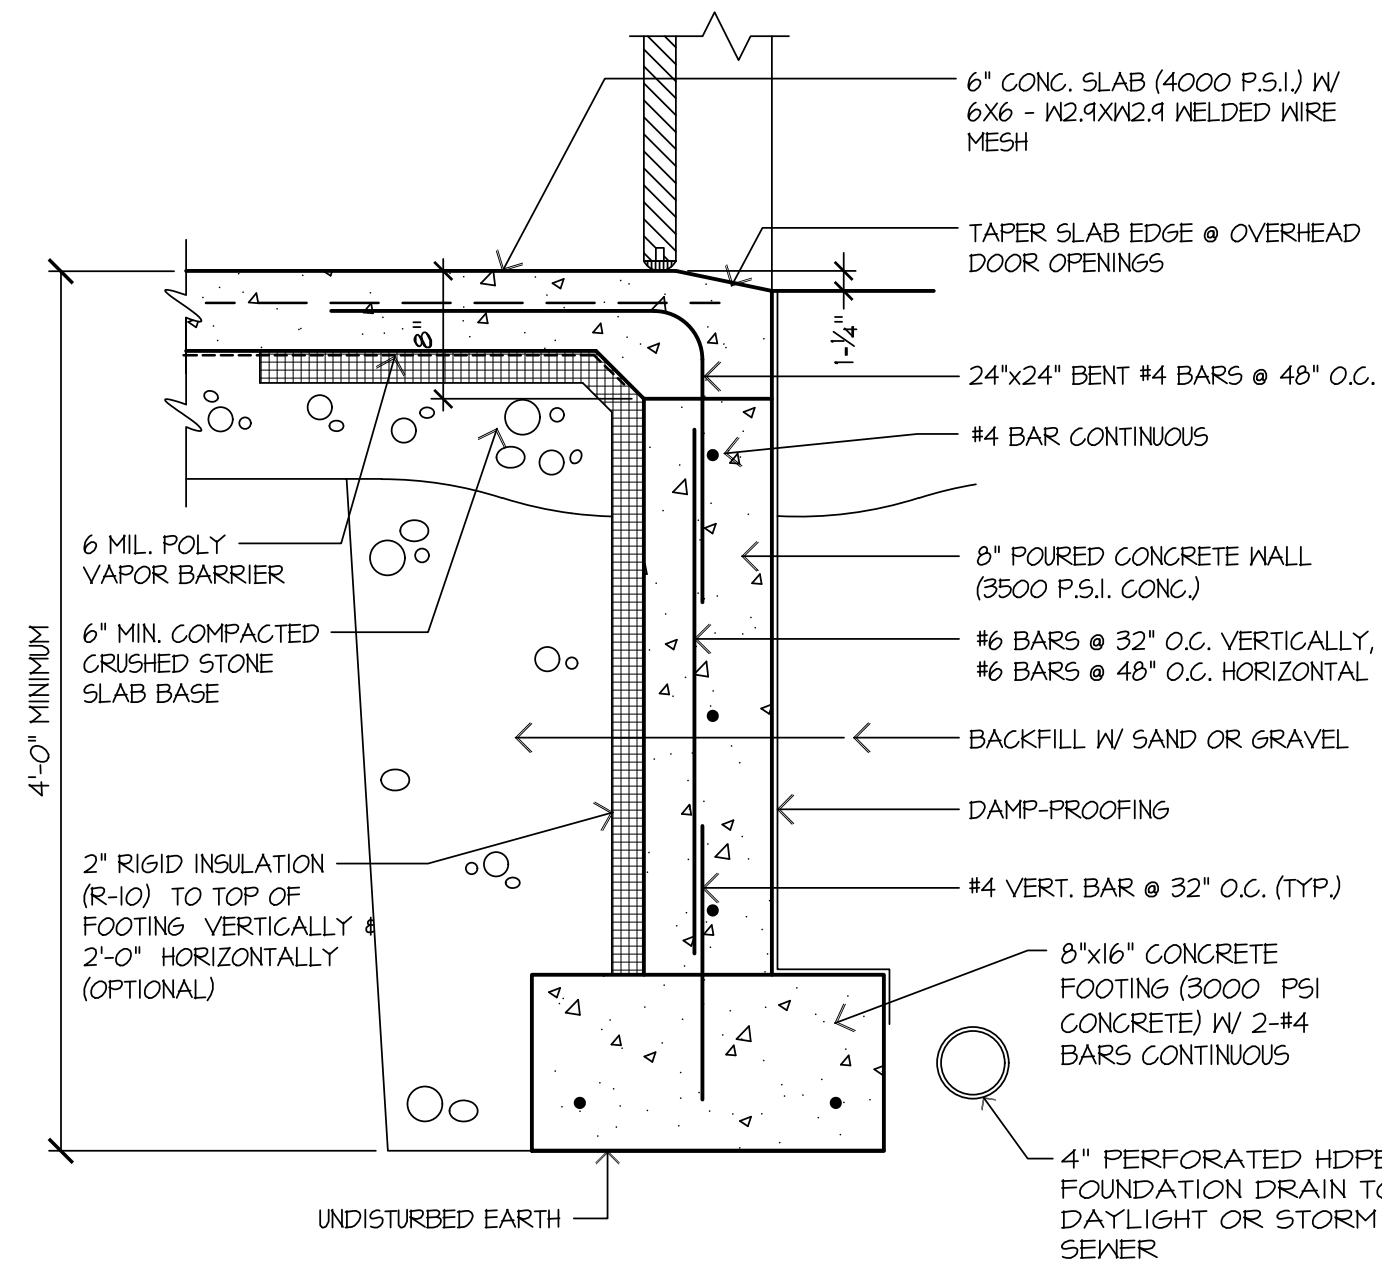 6" CONC. SLAB (4000 P.S.I.) W/
6X6 - W2.9XW2.9 WELDED WIRE
MESH
TAPER SLAB EDGE @ OVERHEAD
DOOR OPENINGS
8"
1-1/4"
24"x24" BENT #4 BARS @ 48" O.C.
#4 BAR CONTINUOUS
6 MIL. POLY
VAPOR BARRIER
8" POURED CONCRETE WALL
(3500 P.S.I. CONC.)
6" MIN. COMPACTED
CRUSHED STONE
SLAB BASE
#6 BARS @ 32" O.C. VERTICALLY,
#6 BARS @ 48" O.C. HORIZONTAL
4'-0" MINIMUM
BACKFILL W/ SAND OR GRAVEL
DAMP-PROOFING
2" RIGID INSULATION
(R-10) TO TOP OF
FOOTING VERTICALLY &
2'-0" HORIZONTALLY
(OPTIONAL)
#4 VERT. BAR @ 32" O.C. (TYP.)
8"x16" CONCRETE
FOOTING (3000 PSI
CONCRETE) W/ 2-#4
BARS CONTINUOUS
4" PERFORATED HDPE
FOUNDATION DRAIN TO
DAYLIGHT OR STORM
SEWER
UNDISTURBED EARTH